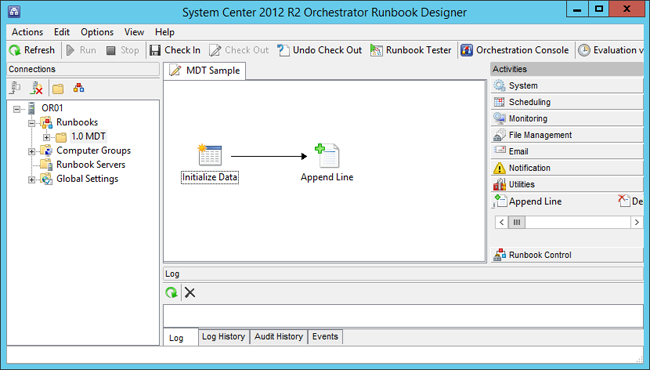 System Center 2012 R2 Orchestrator Runbook Designer
Actions Edit Options View Help
Refresh Run Stop Check In Check Out Undo Check Out Runbook Tester Orchestration Console Evaluation v
Connections
OR01
Runbooks
1.0 MDT
Computer Groups
Runbook Servers
Global Settings
MDT Sample
Initialize Data
Append Line
Activities
System
Scheduling
Monitoring
File Management
Email
Notification
Utilities
Append Line De
Runbook Control
Log
Log Log History Audit History Events